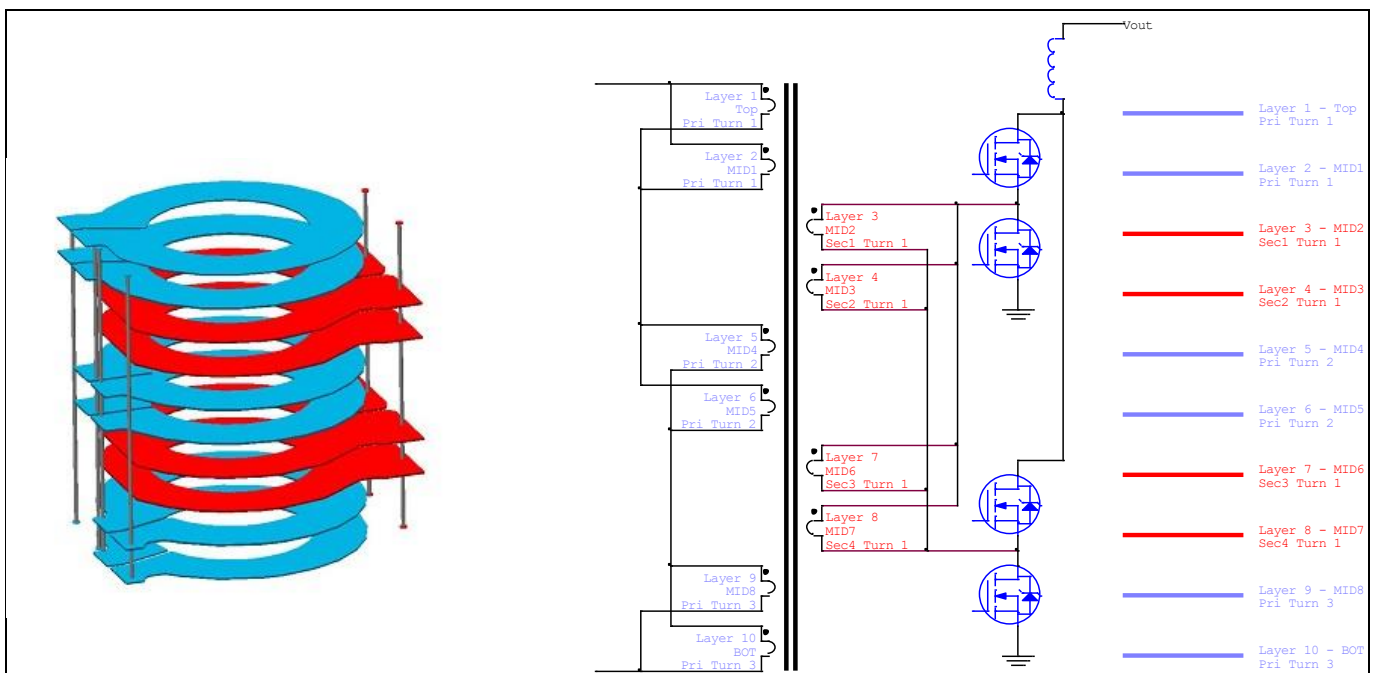 Vout
Layer 1
Top
Pri Turn 1
Layer 2
MID1
Pri Turn 1
Layer 3
MID2
Sec1 Turn 1
Layer 4
MID3
Sec2 Turn 1
Layer 5
MID4
Pri Turn 2
Layer 6
MID5
Pri Turn 2
Layer 7
MID6
Sec3 Turn 1
Layer 8
MID7
Sec4 Turn 1
Layer 9
MID8
Pri Turn 3
Layer 10
BOT
Pri Turn 3
Layer 1 - Top
Pri Turn 1
Layer 2 - MID1
Pri Turn 1
Layer 3 - MID2
Sec1 Turn 1
Layer 4 - MID3
Sec2 Turn 1
Layer 5 - MID4
Pri Turn 2
Layer 6 - MID5
Pri Turn 2
Layer 7 - MID6
Sec3 Turn 1
Layer 8 - MID7
Sec4 Turn 1
Layer 9 - MID8
Pri Turn 3
Layer 10 - BOT
Pri Turn 3